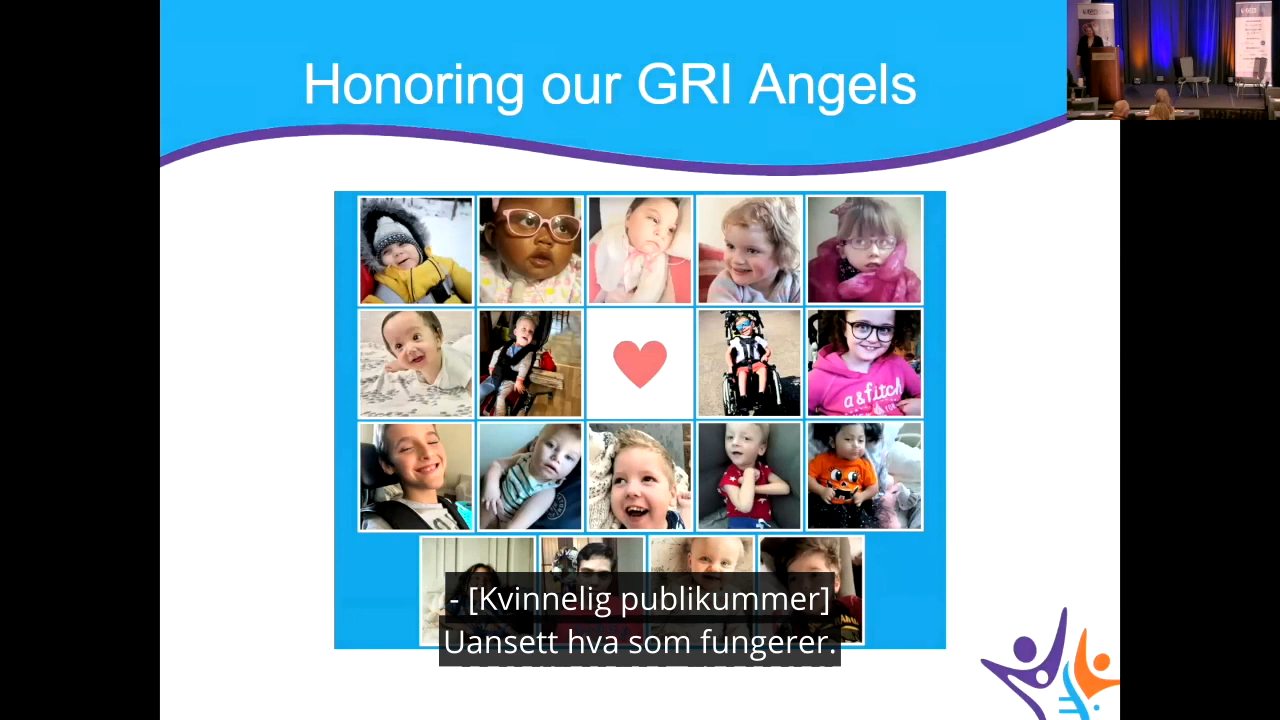 Honoring our GRI Angels
a&fitch
- [Kvinnelig publikummer]
Uansett hva som fungerer.